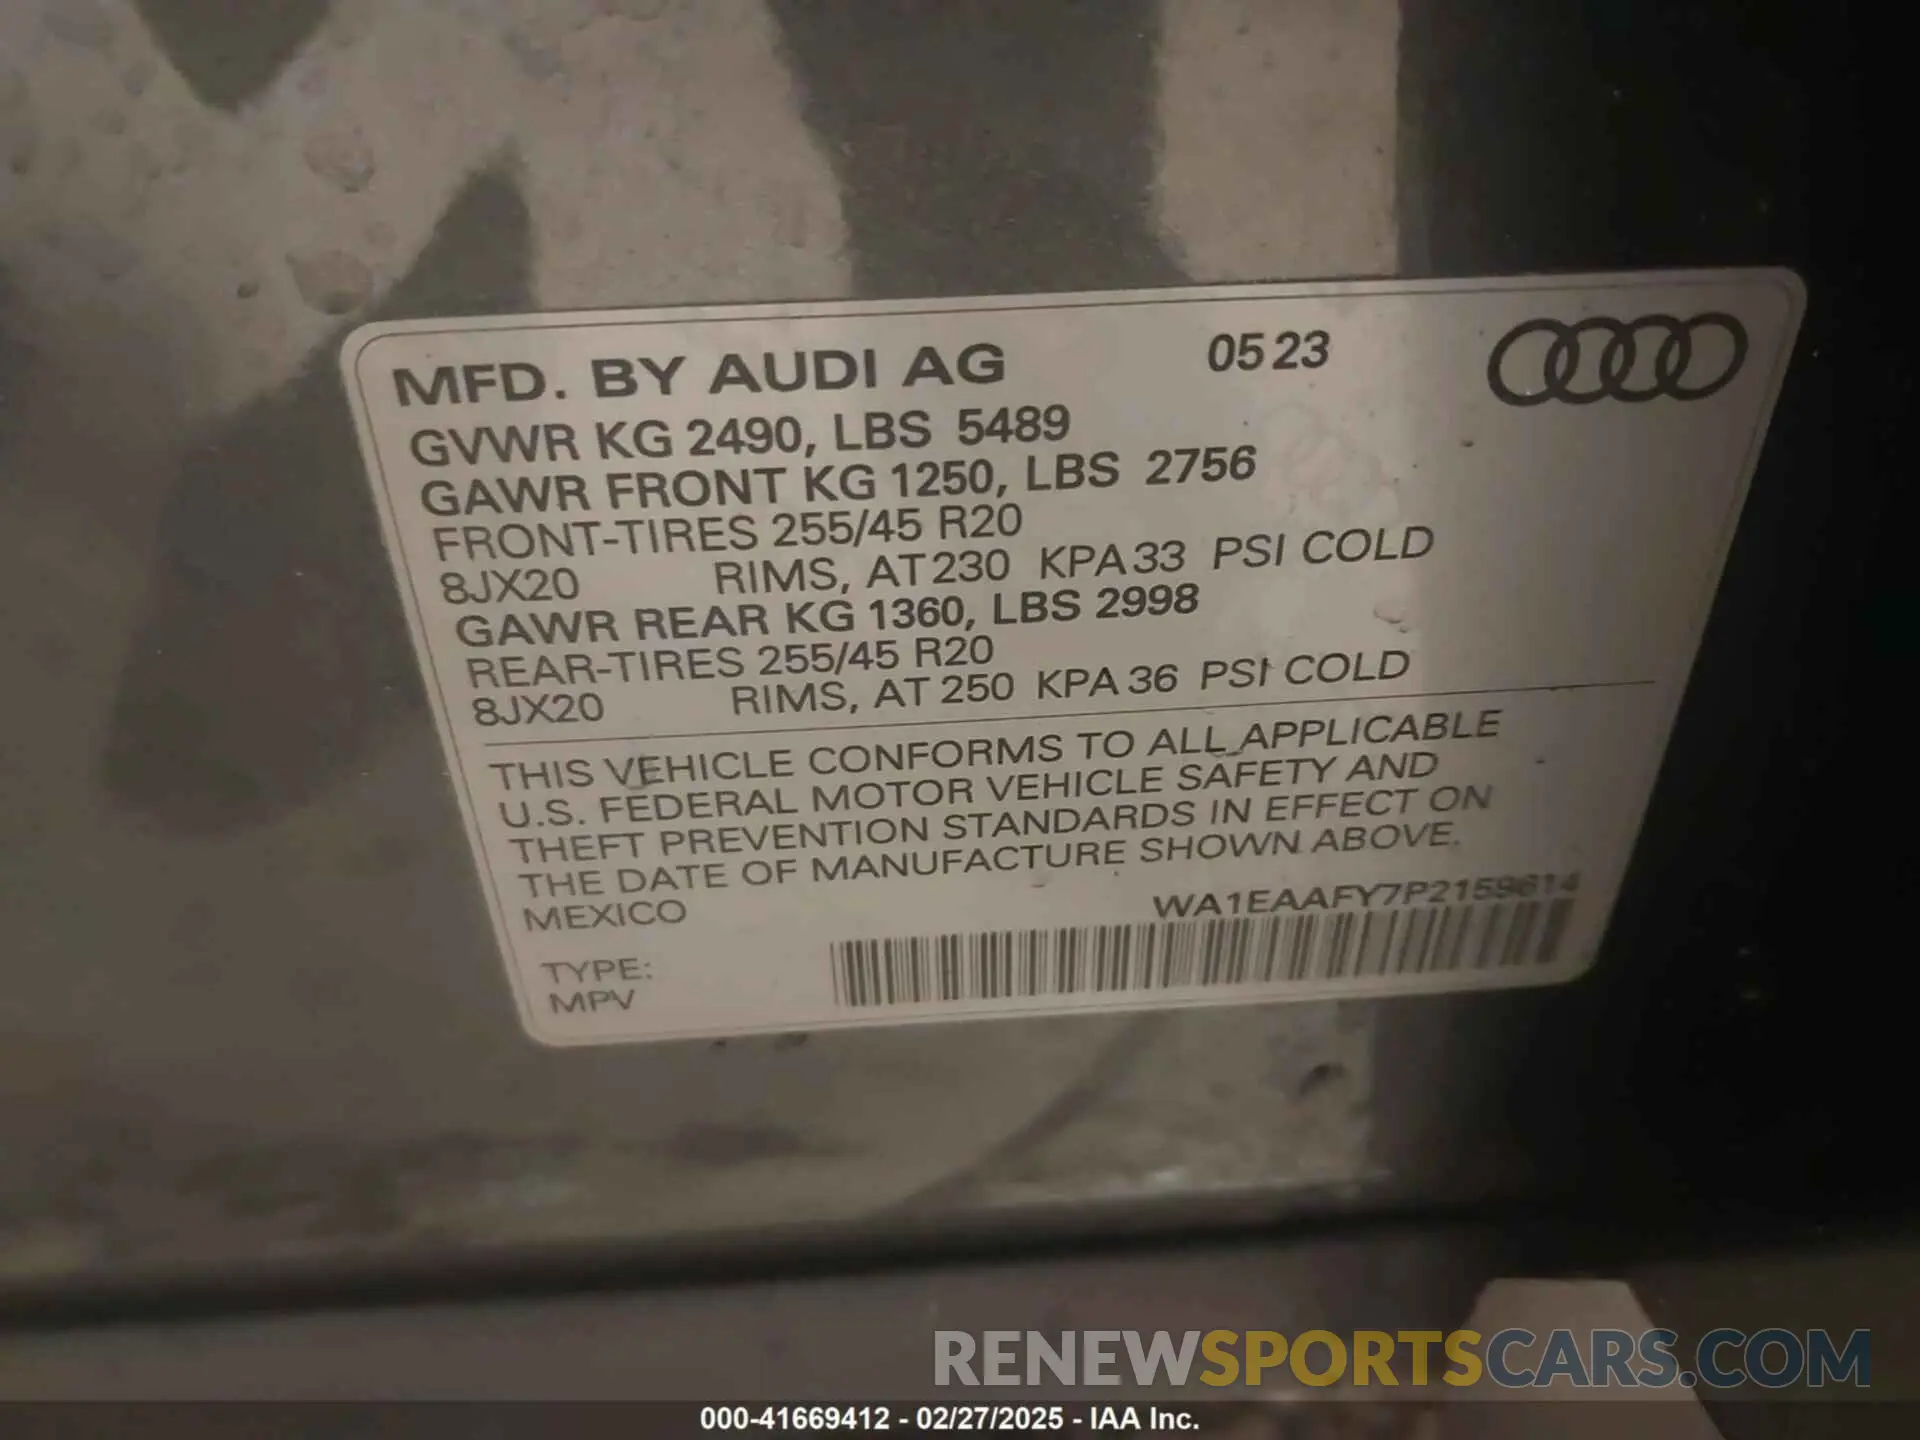 MFD. BY AUDI AG 05 23
GVWR KG 2490, LBS 5489
GAWR FRONT KG 1250, LBS 2756
FRONT-TIRES 255/45 R20
8JX20 RIMS, AT 230 KPA 33 PSI COLD
GAWR REAR KG 1360, LBS 2998
REAR-TIRES 255/45 R20
8JX20 RIMS, AT 250 KPA 36 PSI COLD
THIS VEHICLE CONFORMS TO ALL APPLICABLE
U.S. FEDERAL MOTOR VEHICLE SAFETY AND
THEFT PREVENTION STANDARDS IN EFFECT ON
THE DATE OF MANUFACTURE SHOWN ABOVE.
MEXICO WA1EAAFY7P2159614
TYPE:
MPV
RENEWSPORTSCARS.COM
000-41669412 - 02/27/2025 - IAA Inc.